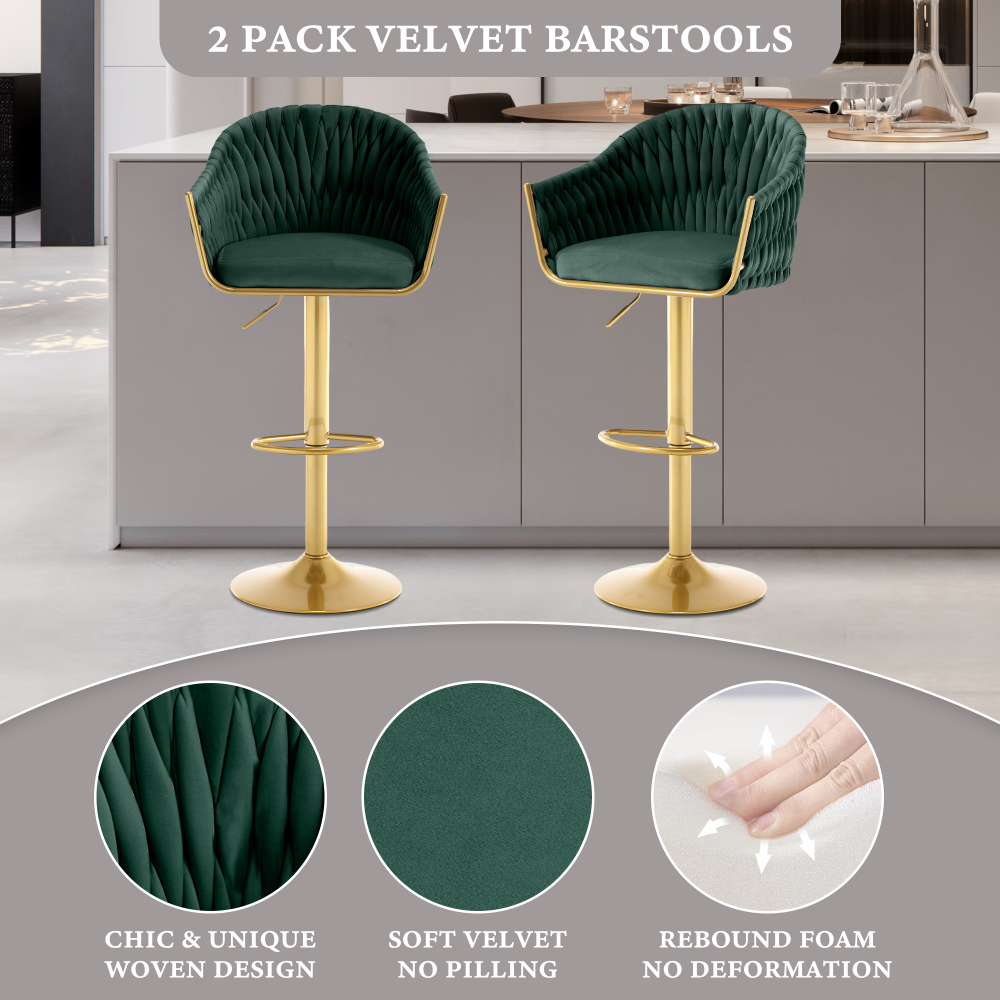 2 PACK VELVET BARSTOOLS
CHIC & UNIQUE
WOVEN DESIGN
SOFT VELVET
NO PILLING
REBOUND FOAM
NO DEFORMATION